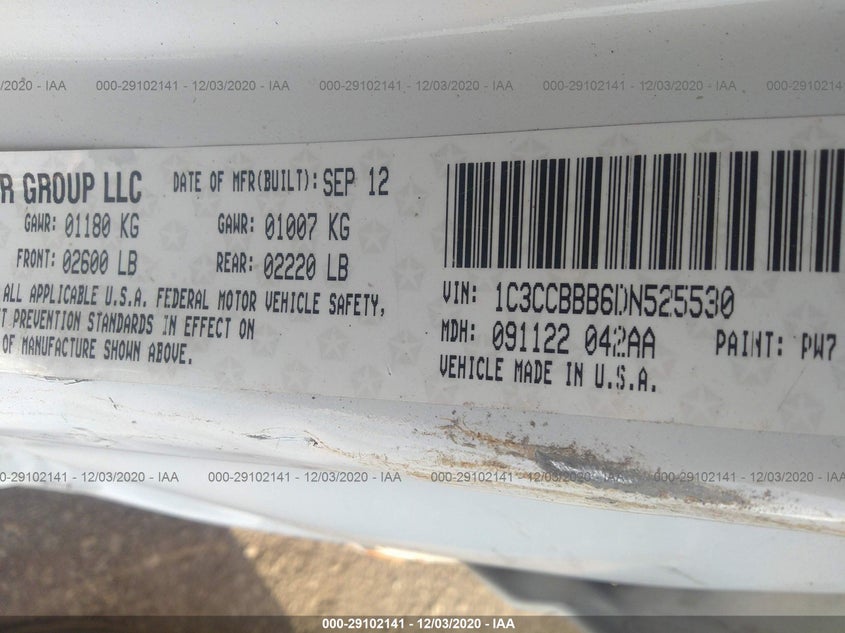 2020 - IAA 000-29102141 - 12/03/2020 - IAA 000-29102141 - 12/03/2020 - IAA 000-29102141 - 12/03/2020 - IAA 000-29102141
R GROUP LLC DATE OF MFR(BUILT): SEP 12
GAWR: 01180 KG GAWR: 01007 KG
FRONT: 02600 LB REAR: 02220 LB
ALL APPLICABLE U.S.A. FEDERAL MOTOR VEHICLE SAFETY,
T PREVENTION STANDARDS IN EFFECT ON
OF MANUFACTURE SHOWN ABOVE.
VIN: 1C3CCBBB6DN525530
MDH: 091122 042AA PAINT: PW7
VEHICLE MADE IN U.S.A.
29102141 - 12/03/2020 - IAA 000-29102141 - 12/03/2020 - IAA 000-29102141 - 12/03/2020 - IAA 000-29102141 - 12/03/2020
000-29102141 - 12/03/2020 - IAA